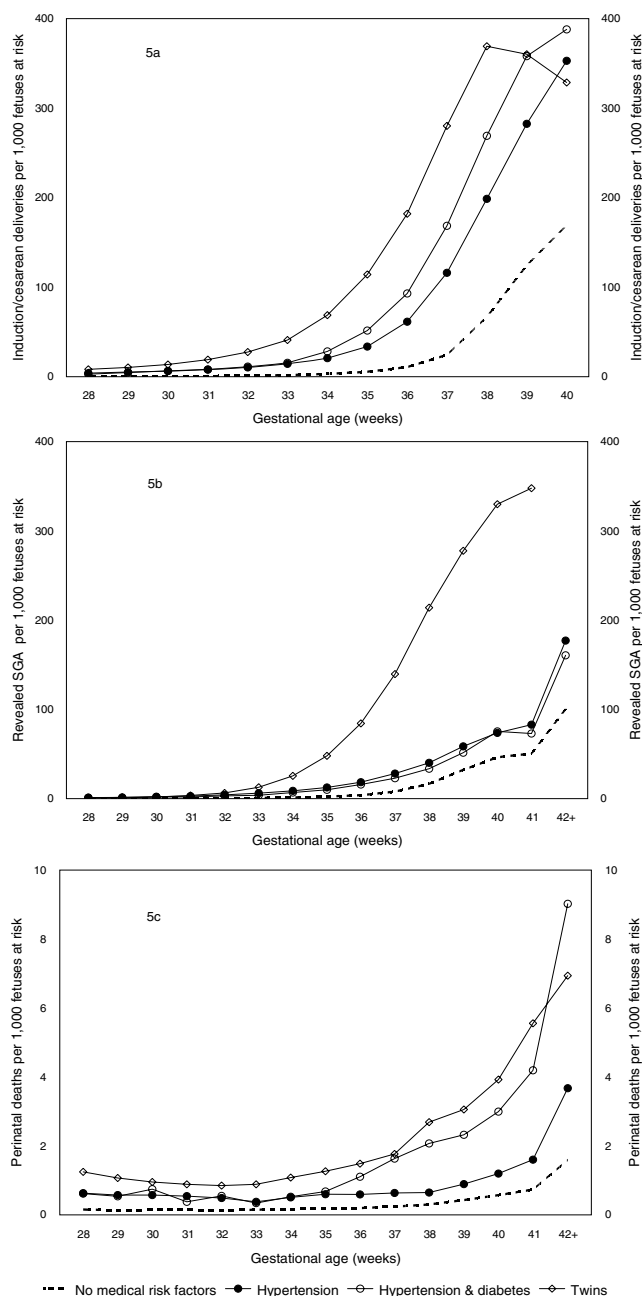 5a
Induction/cesarean deliveries per 1,000 fetuses at risk
400
300
200
100
0
400
300
200
100
0
Induction/cesarean deliveries per 1,000 fetuses at risk
28 29 30 31 32 33 34 35 36 37 38 39 40
Gestational age (weeks)
5b
Revealed SGA per 1,000 fetuses at risk
400
300
200
100
0
400
300
200
100
0
Revealed SGA per 1,000 fetuses at risk
28 29 30 31 32 33 34 35 36 37 38 39 40 41 42+
Gestational age (weeks)
5c
Perinatal deaths per 1,000 fetuses at risk
10
8
6
4
2
0
10
8
6
4
2
0
Perinatal deaths per 1,000 fetuses at risk
28 29 30 31 32 33 34 35 36 37 38 39 40 41 42+
Gestational age (weeks)
No medical risk factors Hypertension Hypertension & diabetes Twins